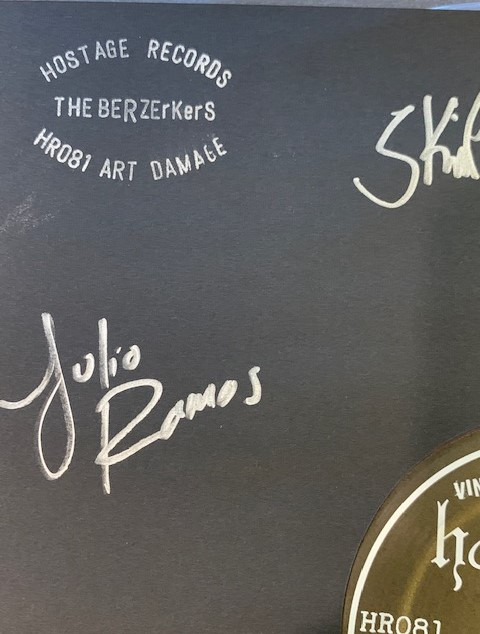 HOSTAGE RECORDS
THE BERZErKerS
HR081 ART DAMAGE
Julio
Ramos
HR081